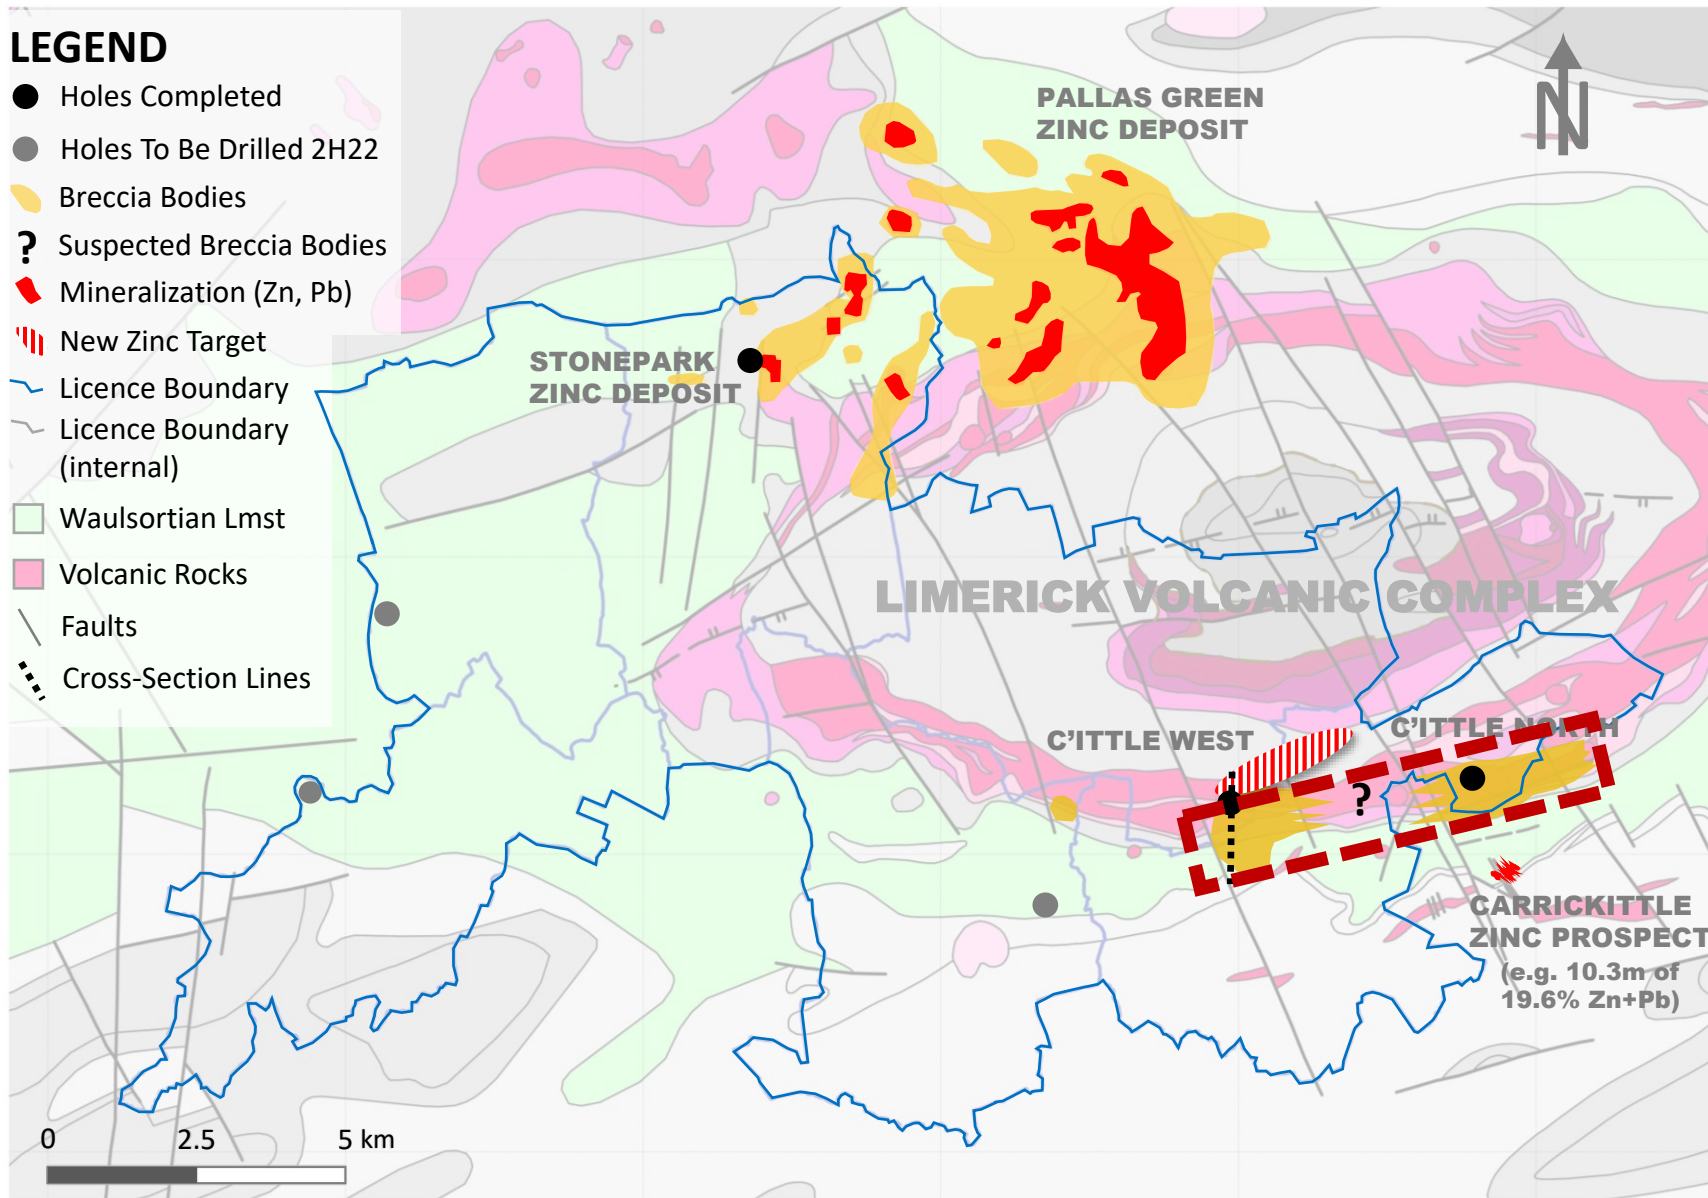 LEGEND
Holes Completed
Holes To Be Drilled 2H22
Breccia Bodies
?
Suspected Breccia Bodies
Mineralization (Zn, Pb)
New Zinc Target
Licence Boundary
Licence Boundary
(internal)
Waulsortian Lmst
Volcanic Rocks
Faults
Cross-Section Lines
PALLAS GREEN
ZINC DEPOSIT
N
STONEPARK
ZINC DEPOSIT
LIMERICK VOLCANIC COMPLEX
C'ITTLE WEST
C'ITTLE NORTH
?
CARRICKITTLE
ZINC PROSPECT
(e.g. 10.3m of
19.6% Zn+Pb)
0 2.5 5 km